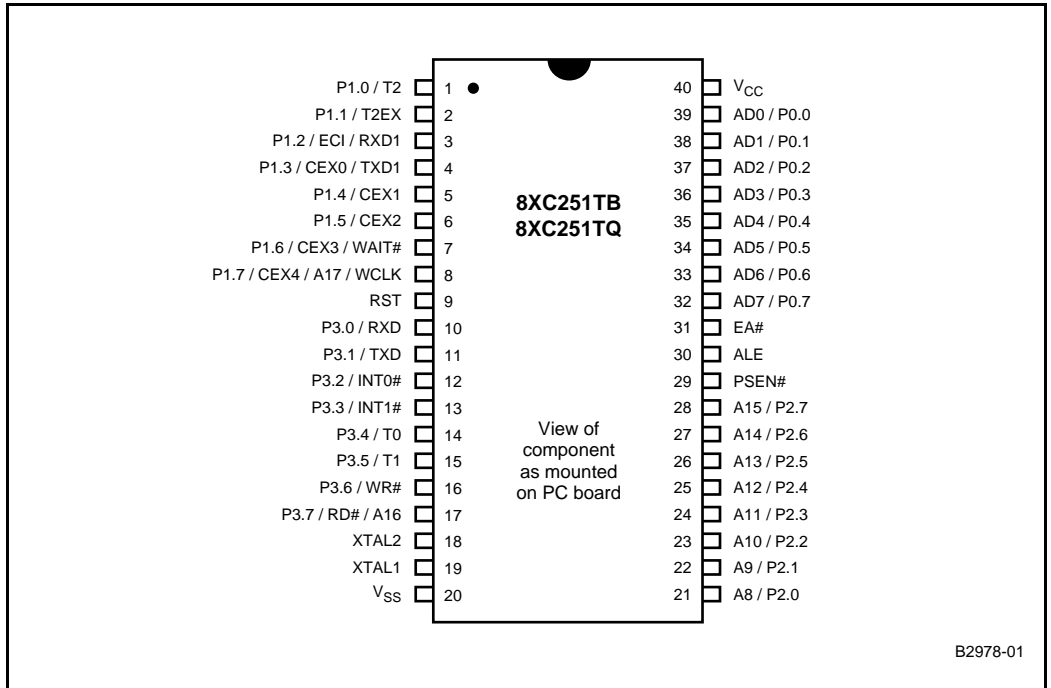 P1.0 / T2 1 40 VCC
P1.1 / T2EX 2 39 AD0 / P0.0
P1.2 / ECI / RXD1 3 38 AD1 / P0.1
P1.3 / CEX0 / TXD1 4 37 AD2 / P0.2
P1.4 / CEX1 5 36 AD3 / P0.3
8XC251TB
P1.5 / CEX2 6 35 AD4 / P0.4
8XC251TQ
P1.6 / CEX3 / WAIT# 7 34 AD5 / P0.5
P1.7 / CEX4 / A17 / WCLK 8 33 AD6 / P0.6
RST 9 32 AD7 / P0.7
P3.0 / RXD 10 31 EA#
P3.1 / TXD 11 30 ALE
P3.2 / INT0# 12 29 PSEN#
P3.3 / INT1# 13 28 A15 / P2.7
View of
P3.4 / T0 14 27 A14 / P2.6
component
P3.5 / T1 15 26 A13 / P2.5
as mounted
P3.6 / WR# 16 25 A12 / P2.4
on PC board
P3.7 / RD# / A16 17 24 A11 / P2.3
XTAL2 18 23 A10 / P2.2
XTAL1 19 22 A9 / P2.1
VSS 20 21 A8 / P2.0
B2978-01